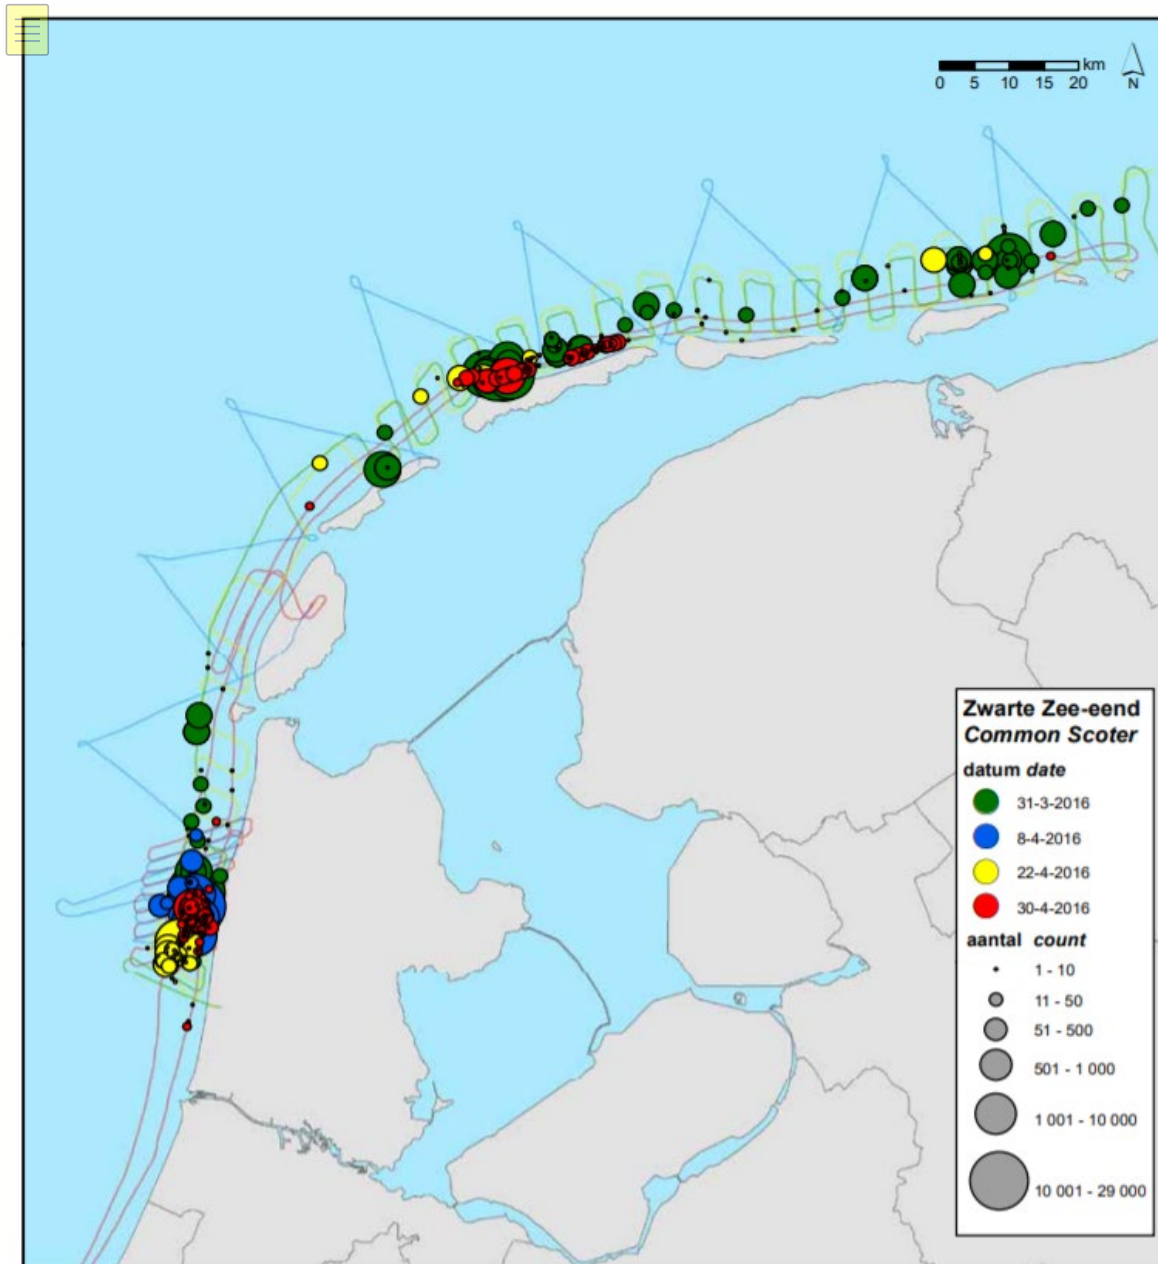 km
0 5 10 15 20
N
Zwarte Zee-eend
Common Scoter
datum date
31-3-2016
8-4-2016
22-4-2016
30-4-2016
aantal count
1 - 10
11 - 50
51 - 500
501 - 1 000
1 001 - 10 000
10 001 - 29 000